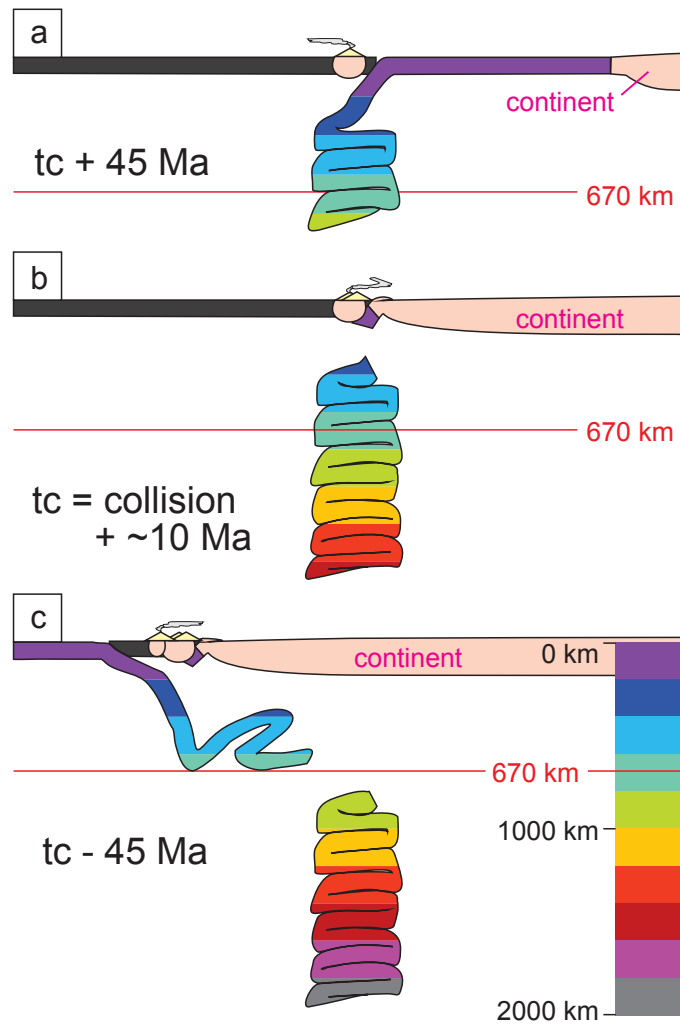 a
continent
tc + 45 Ma
670 km
b
continent
670 km
tc = collision
+ ~10 Ma
c
continent
0 km
670 km
1000 km
tc - 45 Ma
2000 km